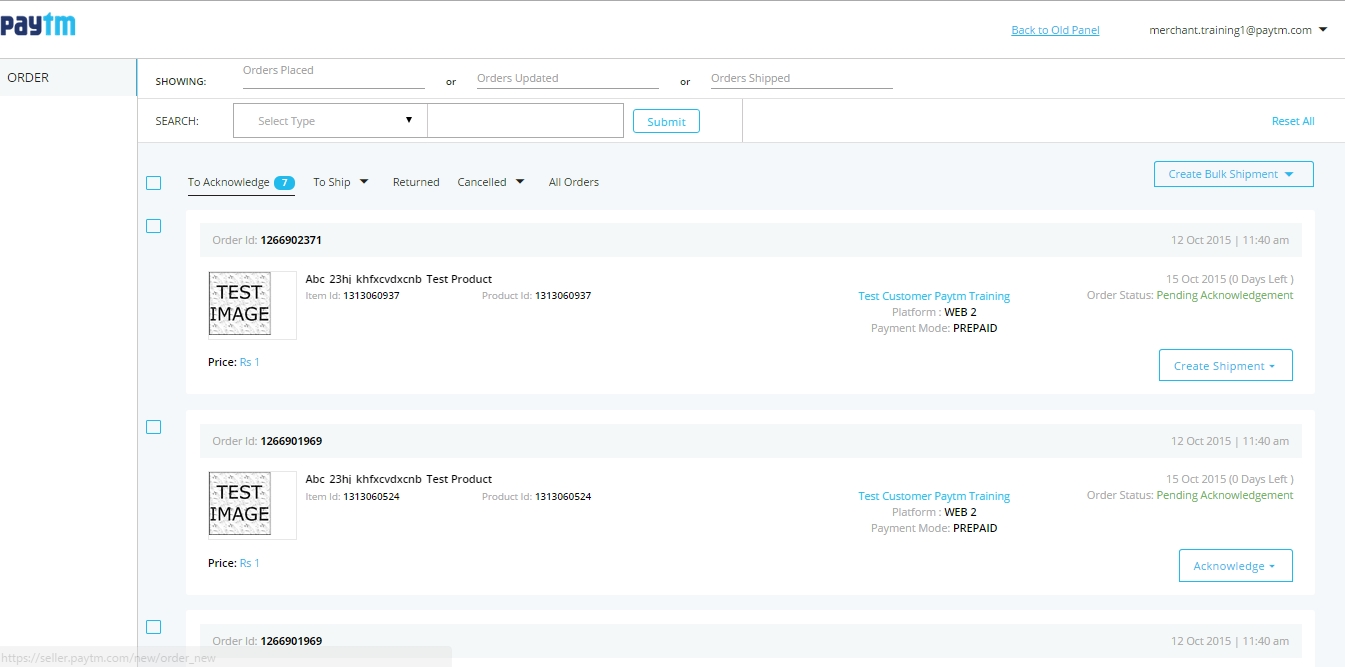 paytm
Back to Old Panel
merchant.training1@paytm.com
ORDER
SHOWING:
Orders Placed
or
Orders Updated
or
Orders Shipped
SEARCH:
Select Type
Submit
Reset All
To Acknowledge 7
To Ship
Returned
Cancelled
All Orders
Create Bulk Shipment
Order Id: 1266902371
12 Oct 2015 | 11:40 am
TEST
IMAGE
Abc 23hj khfxcvdxcnb Test Product
Item Id: 1313060937
Product Id: 1313060937
Test Customer Paytm Training
Platform : WEB 2
Payment Mode: PREPAID
15 Oct 2015 (0 Days Left )
Order Status: Pending Acknowledgement
Price: Rs 1
Create Shipment
Order Id: 1266901969
12 Oct 2015 | 11:40 am
TEST
IMAGE
Abc 23hj khfxcvdxcnb Test Product
Item Id: 1313060524
Product Id: 1313060524
Test Customer Paytm Training
Platform : WEB 2
Payment Mode: PREPAID
15 Oct 2015 (0 Days Left )
Order Status: Pending Acknowledgement
Price: Rs 1
Acknowledge
Order Id: 1266901969
12 Oct 2015 | 11:40 am
https://seller.paytm.com/new/order_new